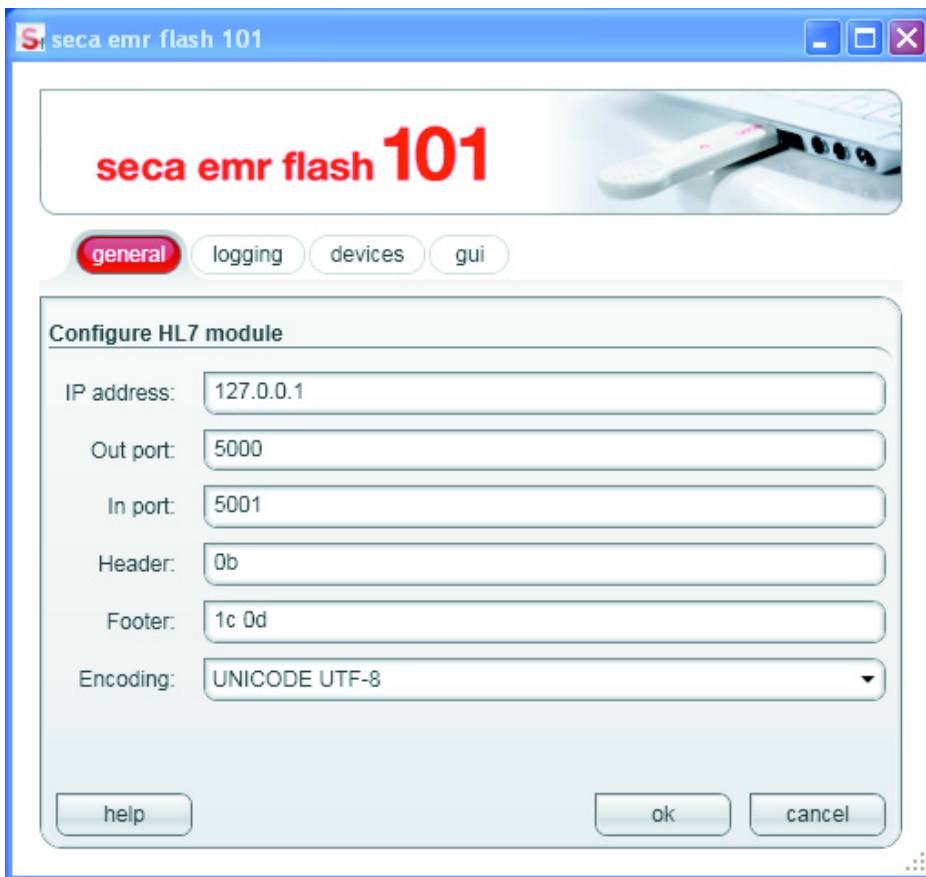 seca emr flash 101
seca emr flash 101
general logging devices gui
Configure HL7 module
IP address: 127.0.0.1
Out port: 5000
In port: 5001
Header: 0b
Footer: 1c 0d
Encoding: UNICODE UTF-8
help ok cancel